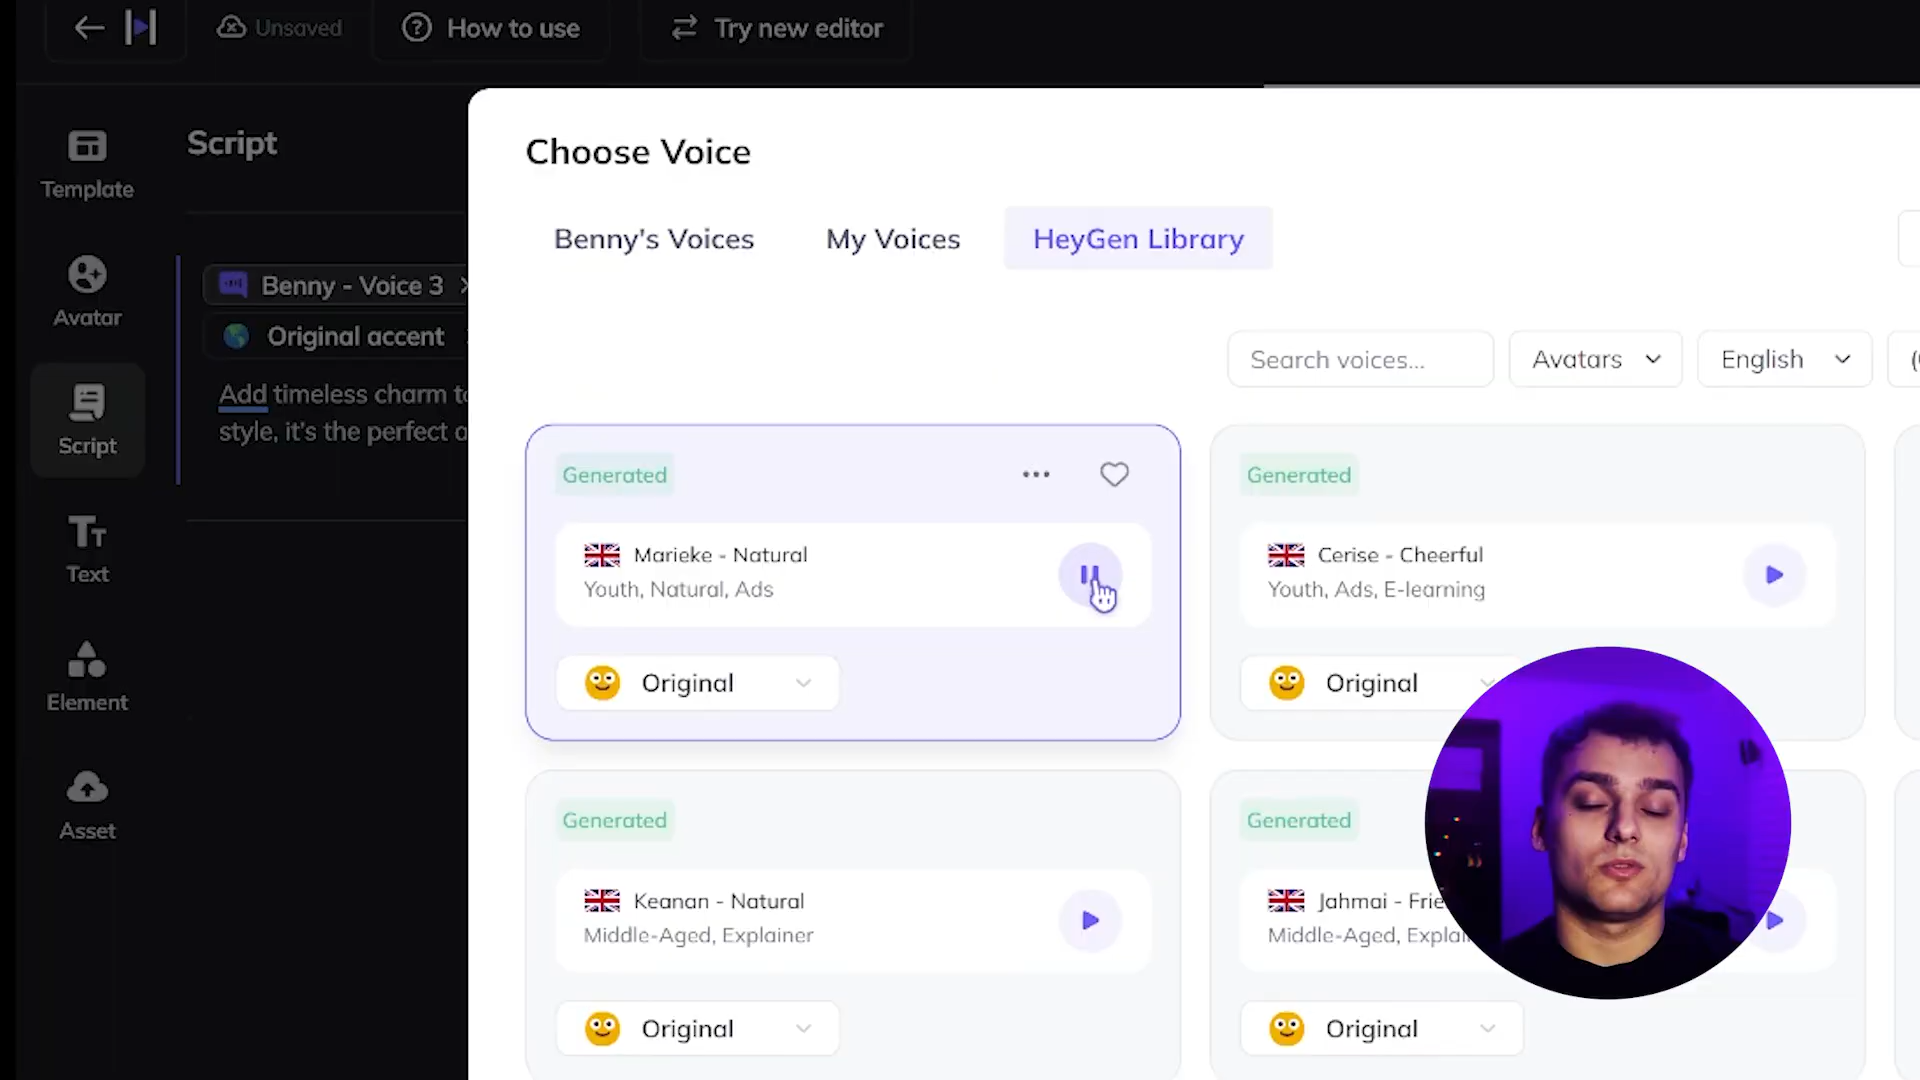 Unsaved
How to use
Try new editor
Template
Avatar
Script
Text
Element
Asset
Script
Benny - Voice 3
Original accent
Add timeless charm to
style, it's the perfect
Choose Voice
Benny's Voices
My Voices
HeyGen Library
Search voices...
Avatars
English
Generated
Marieke - Natural
Youth, Natural, Ads
Original
Generated
Cerise - Cheerful
Youth, Ads, E-learning
Original
Generated
Keanan - Natural
Middle-Aged, Explainer
Original
Generated
Jahmai -
Middle-Aged,
Original